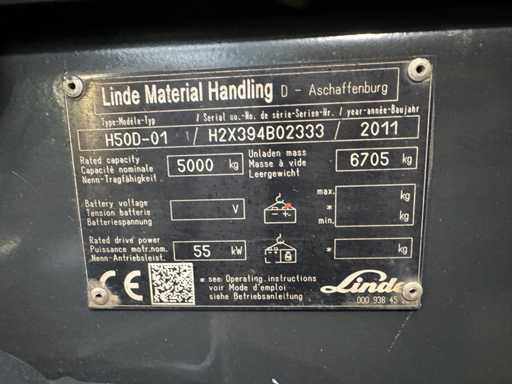 Linde Material Handling D - Aschaffenburg
Type-Modèle-Typ / Serial no.-No. de série-Serien-Nr. / year-année-Baujahr
H50D-01 / H2X394B02333 / 2011
Rated capacity
Capacité nominale
Nenn-Tragfähigkeit
5000 kg
Unladen mass
Masse à vide
Leergewicht
6705 kg
Battery voltage
Tension batterie
Batteriespannung
V
max. kg
*
min. kg
Rated drive power
Puissance motr.nom.
Nenn-Antriebsleist.
55 kW
* kg
CE
* see Operating instructions
voir Mode d'emploi
siehe Betriebsanleitung
Linde
000 938 45